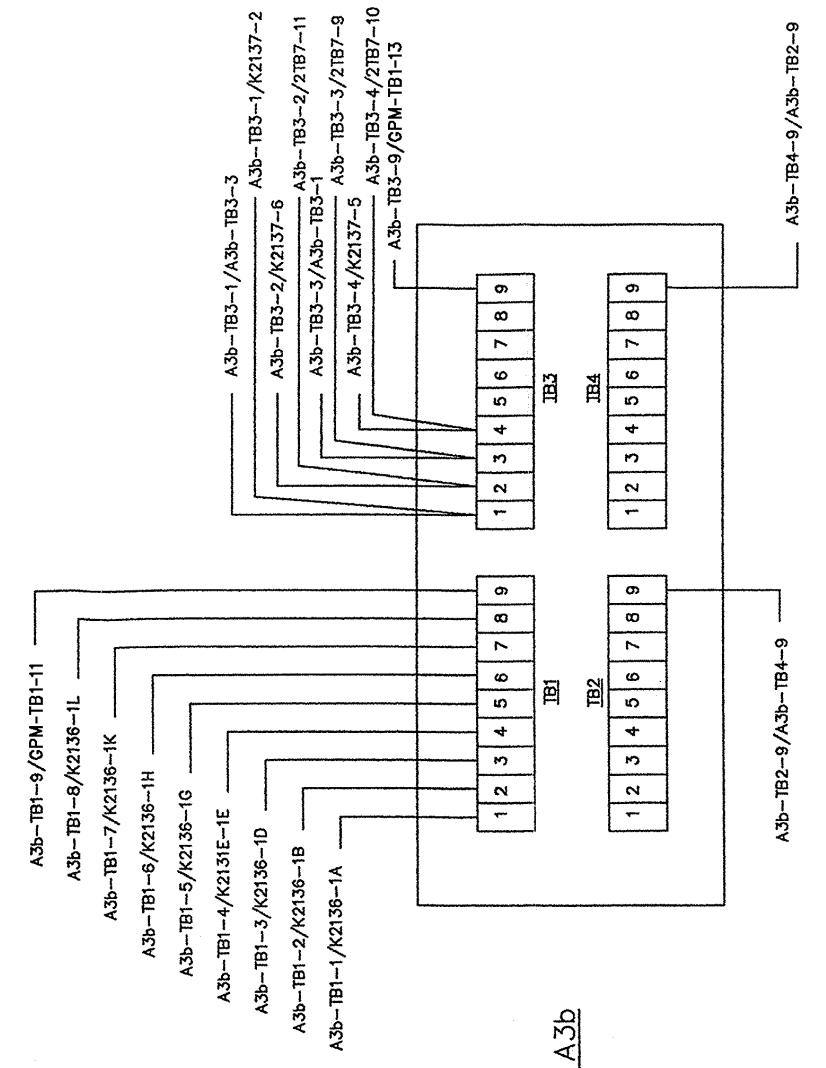 A3b-TB1-9/GPM-TB1-11
A3b-TB1-8/K2136-1L
A3b-TB1-7/K2136-1K
A3b-TB1-6/K2136-1H
A3b-TB1-5/K2136-1G
A3b-TB1-4/K2131E-1E
A3b-TB1-3/K2136-1D
A3b-TB1-2/K2136-1B
A3b-TB1-1/K2136-1A
A3b-TB3-1/A3b-TB3-3
A3b-TB3-1/K2137-2
A3b-TB3-2/K2137-6
A3b-TB3-2/2TB7-11
A3b-TB3-3/A3b-TB3-1
A3b-TB3-3/2TB7-9
A3b-TB3-4/K2137-5
A3b-TB3-4/2TB7-10
A3b-TB3-9/GPM-TB1-13
1 2 3 4 5 6 7 8 9
1 2 3 4 5 6 7 8 9
TB1
TB3
TB2
TB4
1 2 3 4 5 6 7 8 9
1 2 3 4 5 6 7 8 9
A3b-TB2-9/A3b-TB4-9
A3b-TB4-9/A3b-TB2-9
A3b